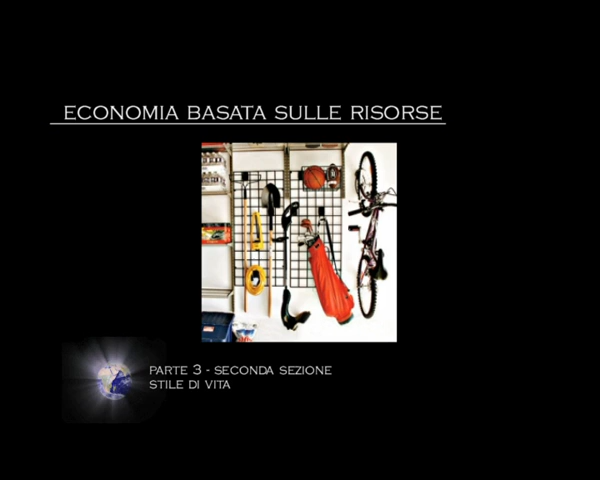 ECONOMIA BASATA SULLE RISORSE
PARTE 3 - SECONDA SEZIONE
STILE DI VITA